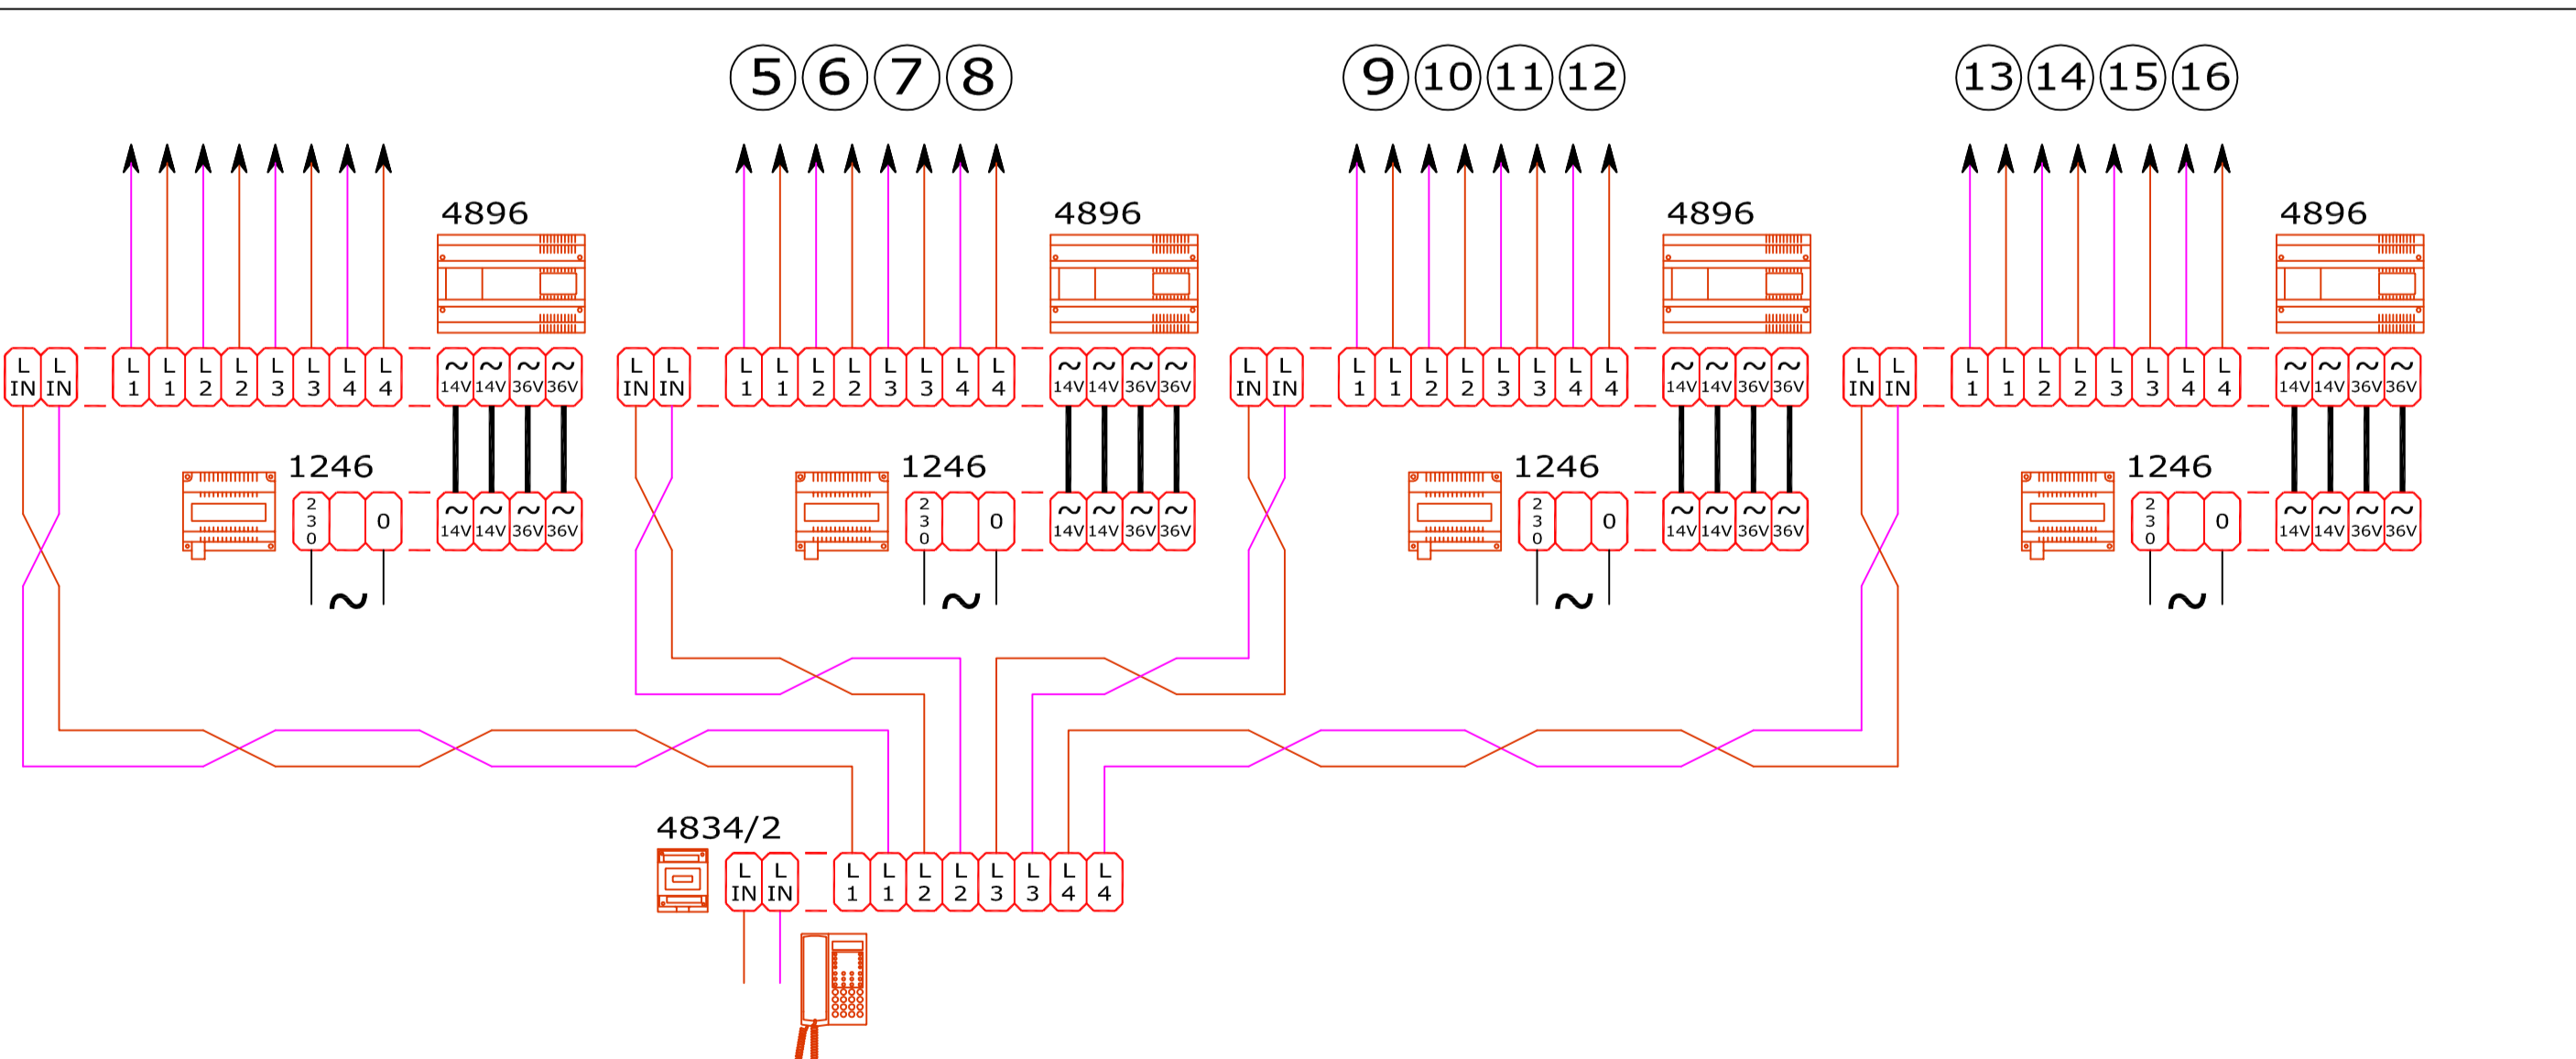 5 6 7 8 9 10 11 12 13 14 15 16
4896 4896 4896 4896
L IN L IN L 1 L 1 L 2 L 2 L 3 L 3 L 4 L 4 ~ 14V ~ 14V ~ 36V ~ 36V L IN L IN L 1 L 1 L 2 L 2 L 3 L 3 L 4 L 4 ~ 14V ~ 14V ~ 36V ~ 36V L IN L IN L 1 L 1 L 2 L 2 L 3 L 3 L 4 L 4 ~ 14V ~ 14V ~ 36V ~ 36V L IN L IN L 1 L 1 L 2 L 2 L 3 L 3 L 4 L 4 ~ 14V ~ 14V ~ 36V ~ 36V
1246 1246 1246 1246
230 0 ~ 14V ~ 14V ~ 36V ~ 36V 230 0 ~ 14V ~ 14V ~ 36V ~ 36V 230 0 ~ 14V ~ 14V ~ 36V ~ 36V 230 0 ~ 14V ~ 14V ~ 36V ~ 36V
~ ~ ~ ~
4834/2
L IN L IN L 1 L 1 L 2 L 2 L 3 L 3 L 4 L 4